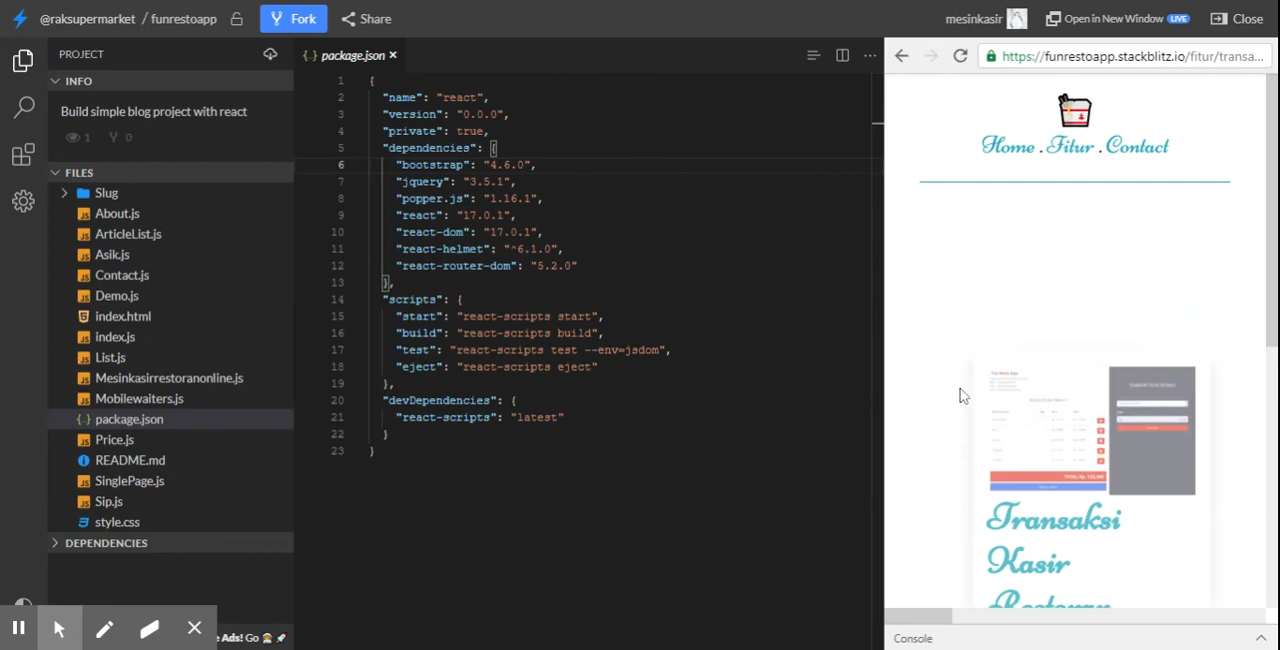 @raksupermarket / funrestoapp
Fork
Share
mesinkasir
Open in New Window LIVE
Close
PROJECT
INFO
Build simple blog project with react
1
0
FILES
Slug
About.js
ArticleList.js
Asik.js
Contact.js
Demo.js
index.html
index.js
List.js
Mesinkasirrestoranonline.js
Mobilewaiters.js
package.json
Price.js
README.md
SinglePage.js
Sip.js
style.css
DEPENDENCIES
e Ads! Go
package.json
1 {
2 "name": "react",
3 "version": "0.0.0",
4 "private": true,
5 "dependencies": {
6 "bootstrap": "4.6.0",
7 "jquery": "3.5.1",
8 "popper.js": "1.16.1",
9 "react": "17.0.1",
10 "react-dom": "17.0.1",
11 "react-helmet": "^6.1.0",
12 "react-router-dom": "5.2.0"
13 },
14 "scripts": {
15 "start": "react-scripts start",
16 "build": "react-scripts build",
17 "test": "react-scripts test --env=jsdom",
18 "eject": "react-scripts eject"
19 },
20 "devDependencies": {
21 "react-scripts": "latest"
22 }
23 }
https://funrestoapp.stackblitz.io/fitur/transa...
Home . Fitur . Contact
Transaksi
Kasir
Restoran
Console